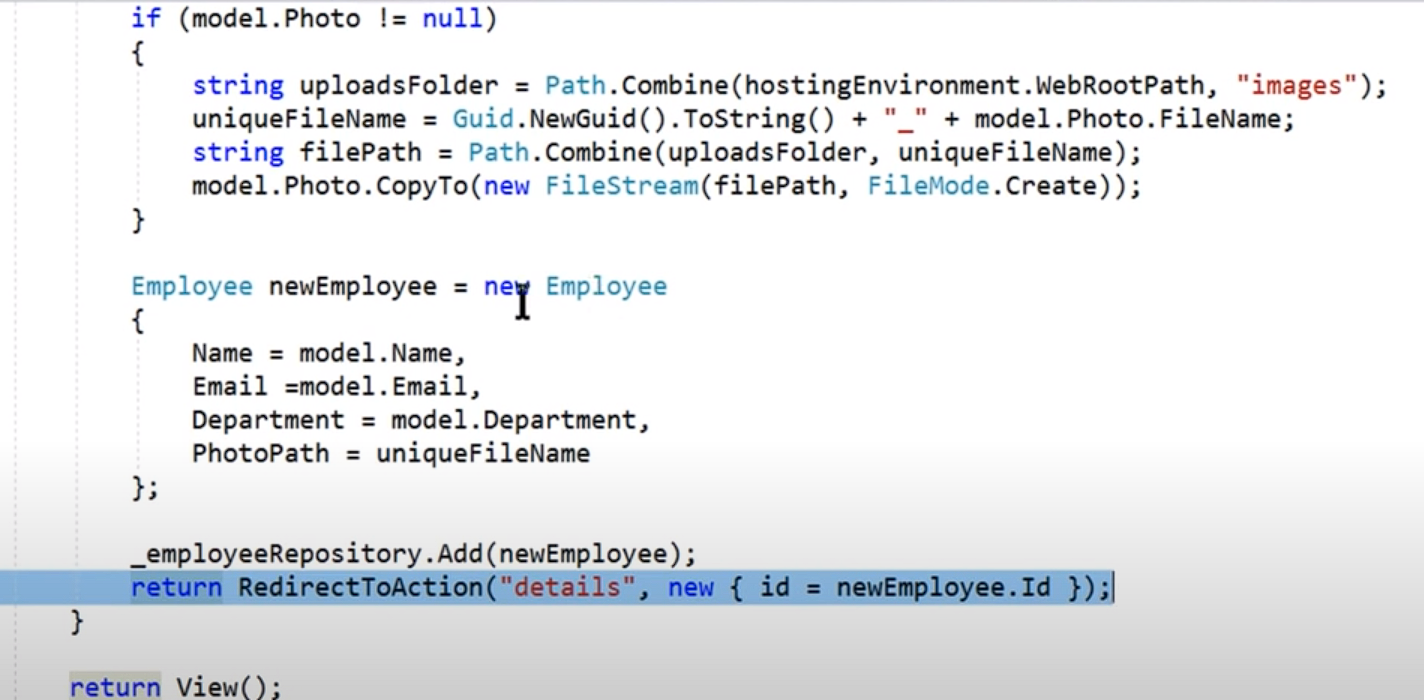 if (model.Photo != null)
{
string uploadsFolder = Path.Combine(hostingEnvironment.WebRootPath, "images");
uniqueFileName = Guid.NewGuid().ToString() + "_" + model.Photo.FileName;
string filePath = Path.Combine(uploadsFolder, uniqueFileName);
model.Photo.CopyTo(new FileStream(filePath, FileMode.Create));
}
Employee newEmployee = new Employee
{
Name = model.Name,
Email =model.Email,
Department = model.Department,
PhotoPath = uniqueFileName
};
_employeeRepository.Add(newEmployee);
return RedirectToAction("details", new { id = newEmployee.Id });
}
return View();